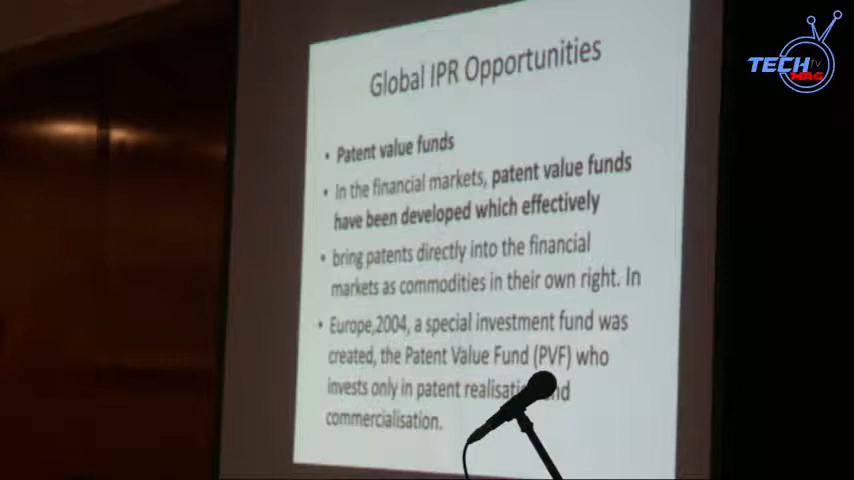 Global IPR Opportunities
• Patent value funds
• In the financial markets, patent value funds
have been developed which effectively
• bring patents directly into the financial
markets as commodities in their own right. In
• Europe,2004, a special investment fund was
created, the Patent Value Fund (PVF) who
invests only in patent
commercialisation.
TECH tv
MAG